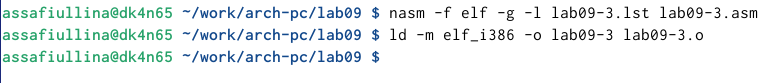 assafiullina@dk4n65 ~/work/arch-pc/lab09 $ nasm -f elf -g -l lab09-3.lst lab09-3.asm
assafiullina@dk4n65 ~/work/arch-pc/lab09 $ ld -m elf_i386 -o lab09-3 lab09-3.o
assafiullina@dk4n65 ~/work/arch-pc/lab09 $